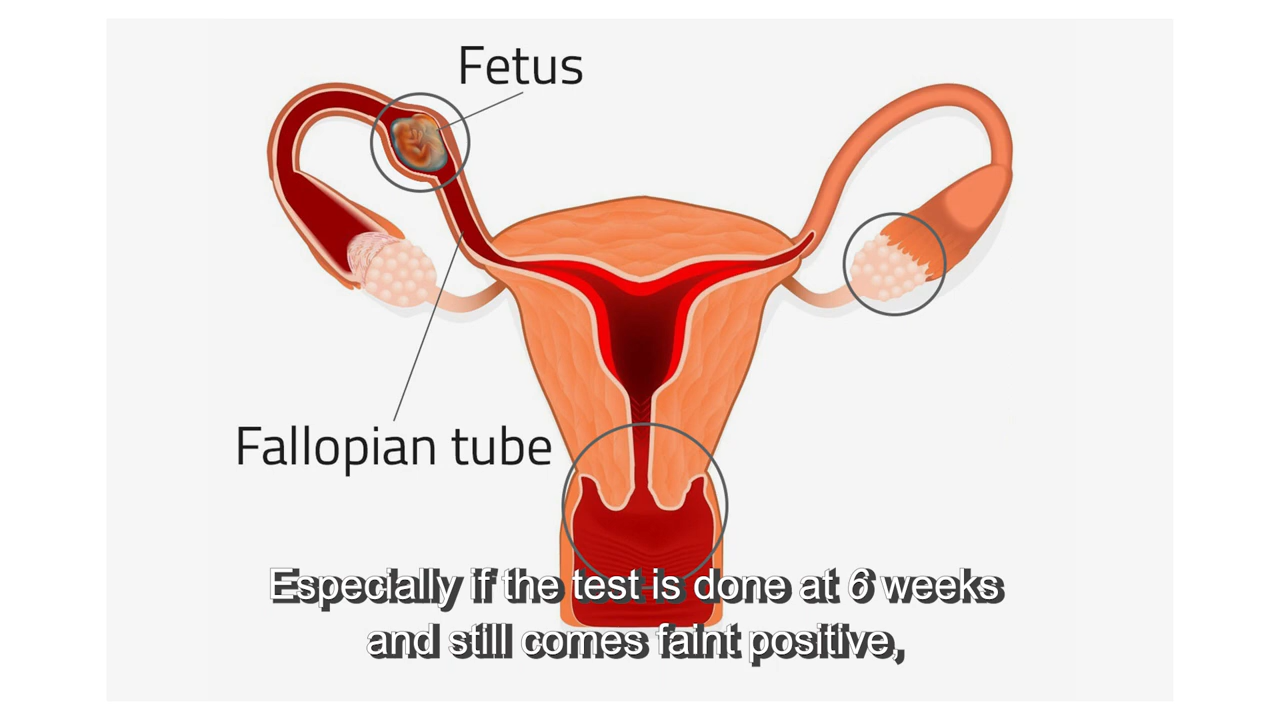 Fetus
Fallopian tube
Especially if the test is done at 6 weeks
and still comes faint positive,